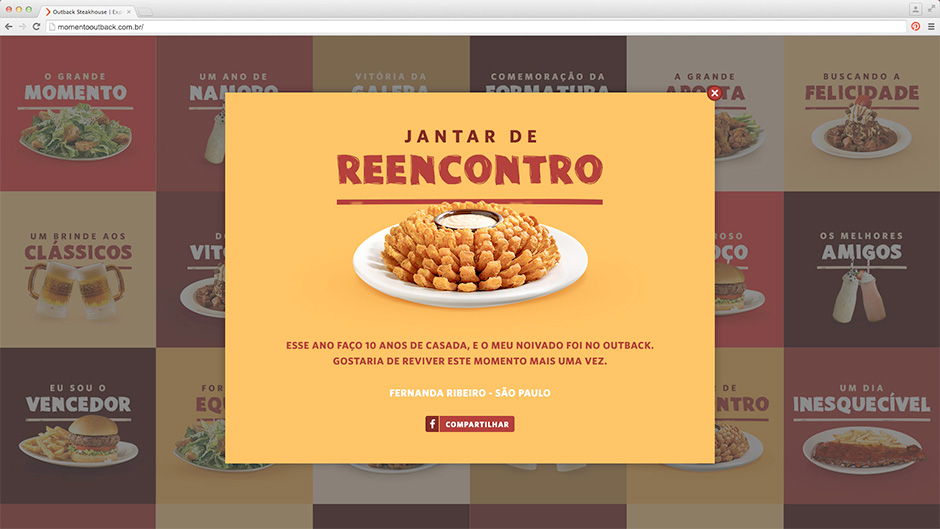 Outback Steakhouse | Exp
momentooutback.com.br/
O GRANDE
MOMENTO
UM ANO DE
NAMORO
VITÓRIA DA
GALERA
COMEMORAÇÃO DA
FORMATURA
A GRANDE
APOSTA
BUSCANDO A
FELICIDADE
JANTAR DE
REENCONTRO
UM BRINDE AOS
CLÁSSICOS
OS MELHORES
AMIGOS
ESSE ANO FAÇO 10 ANOS DE CASADA, E O MEU NOIVADO FOI NO OUTBACK.
GOSTARIA DE REVIVER ESTE MOMENTO MAIS UMA VEZ.
FERNANDA RIBEIRO - SÃO PAULO
f COMPARTILHAR
EU SOU O
VENCEDOR
UM DIA
INESQUECÍVEL